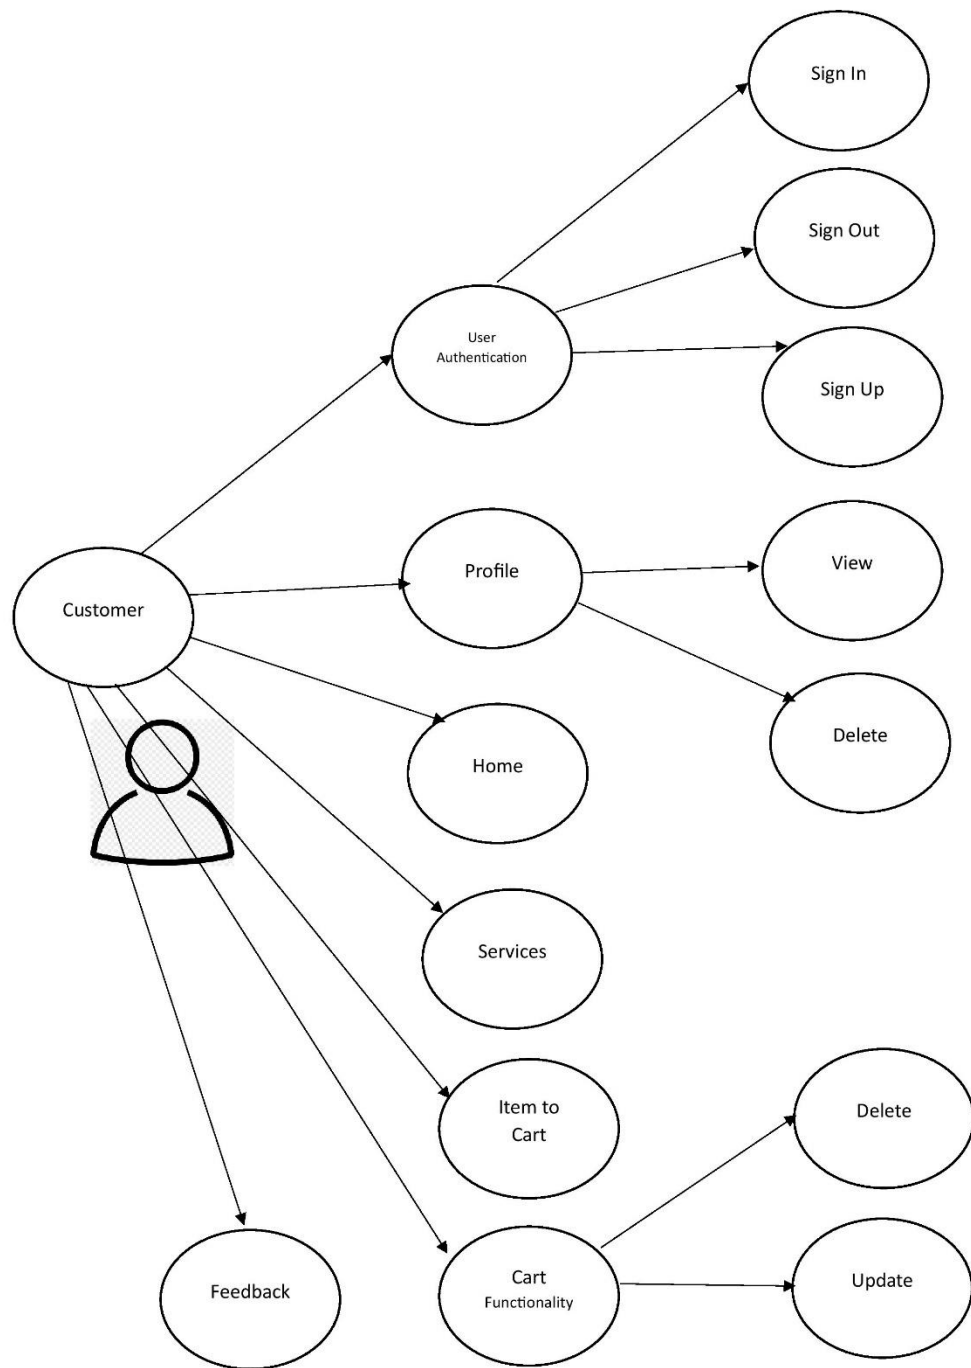 Sign In
Sign Out
User
Authentication
Sign Up
View
Profile
Customer
Delete
Home
Services
Item to
Cart
Delete
Cart
Functionality
Update
Feedback